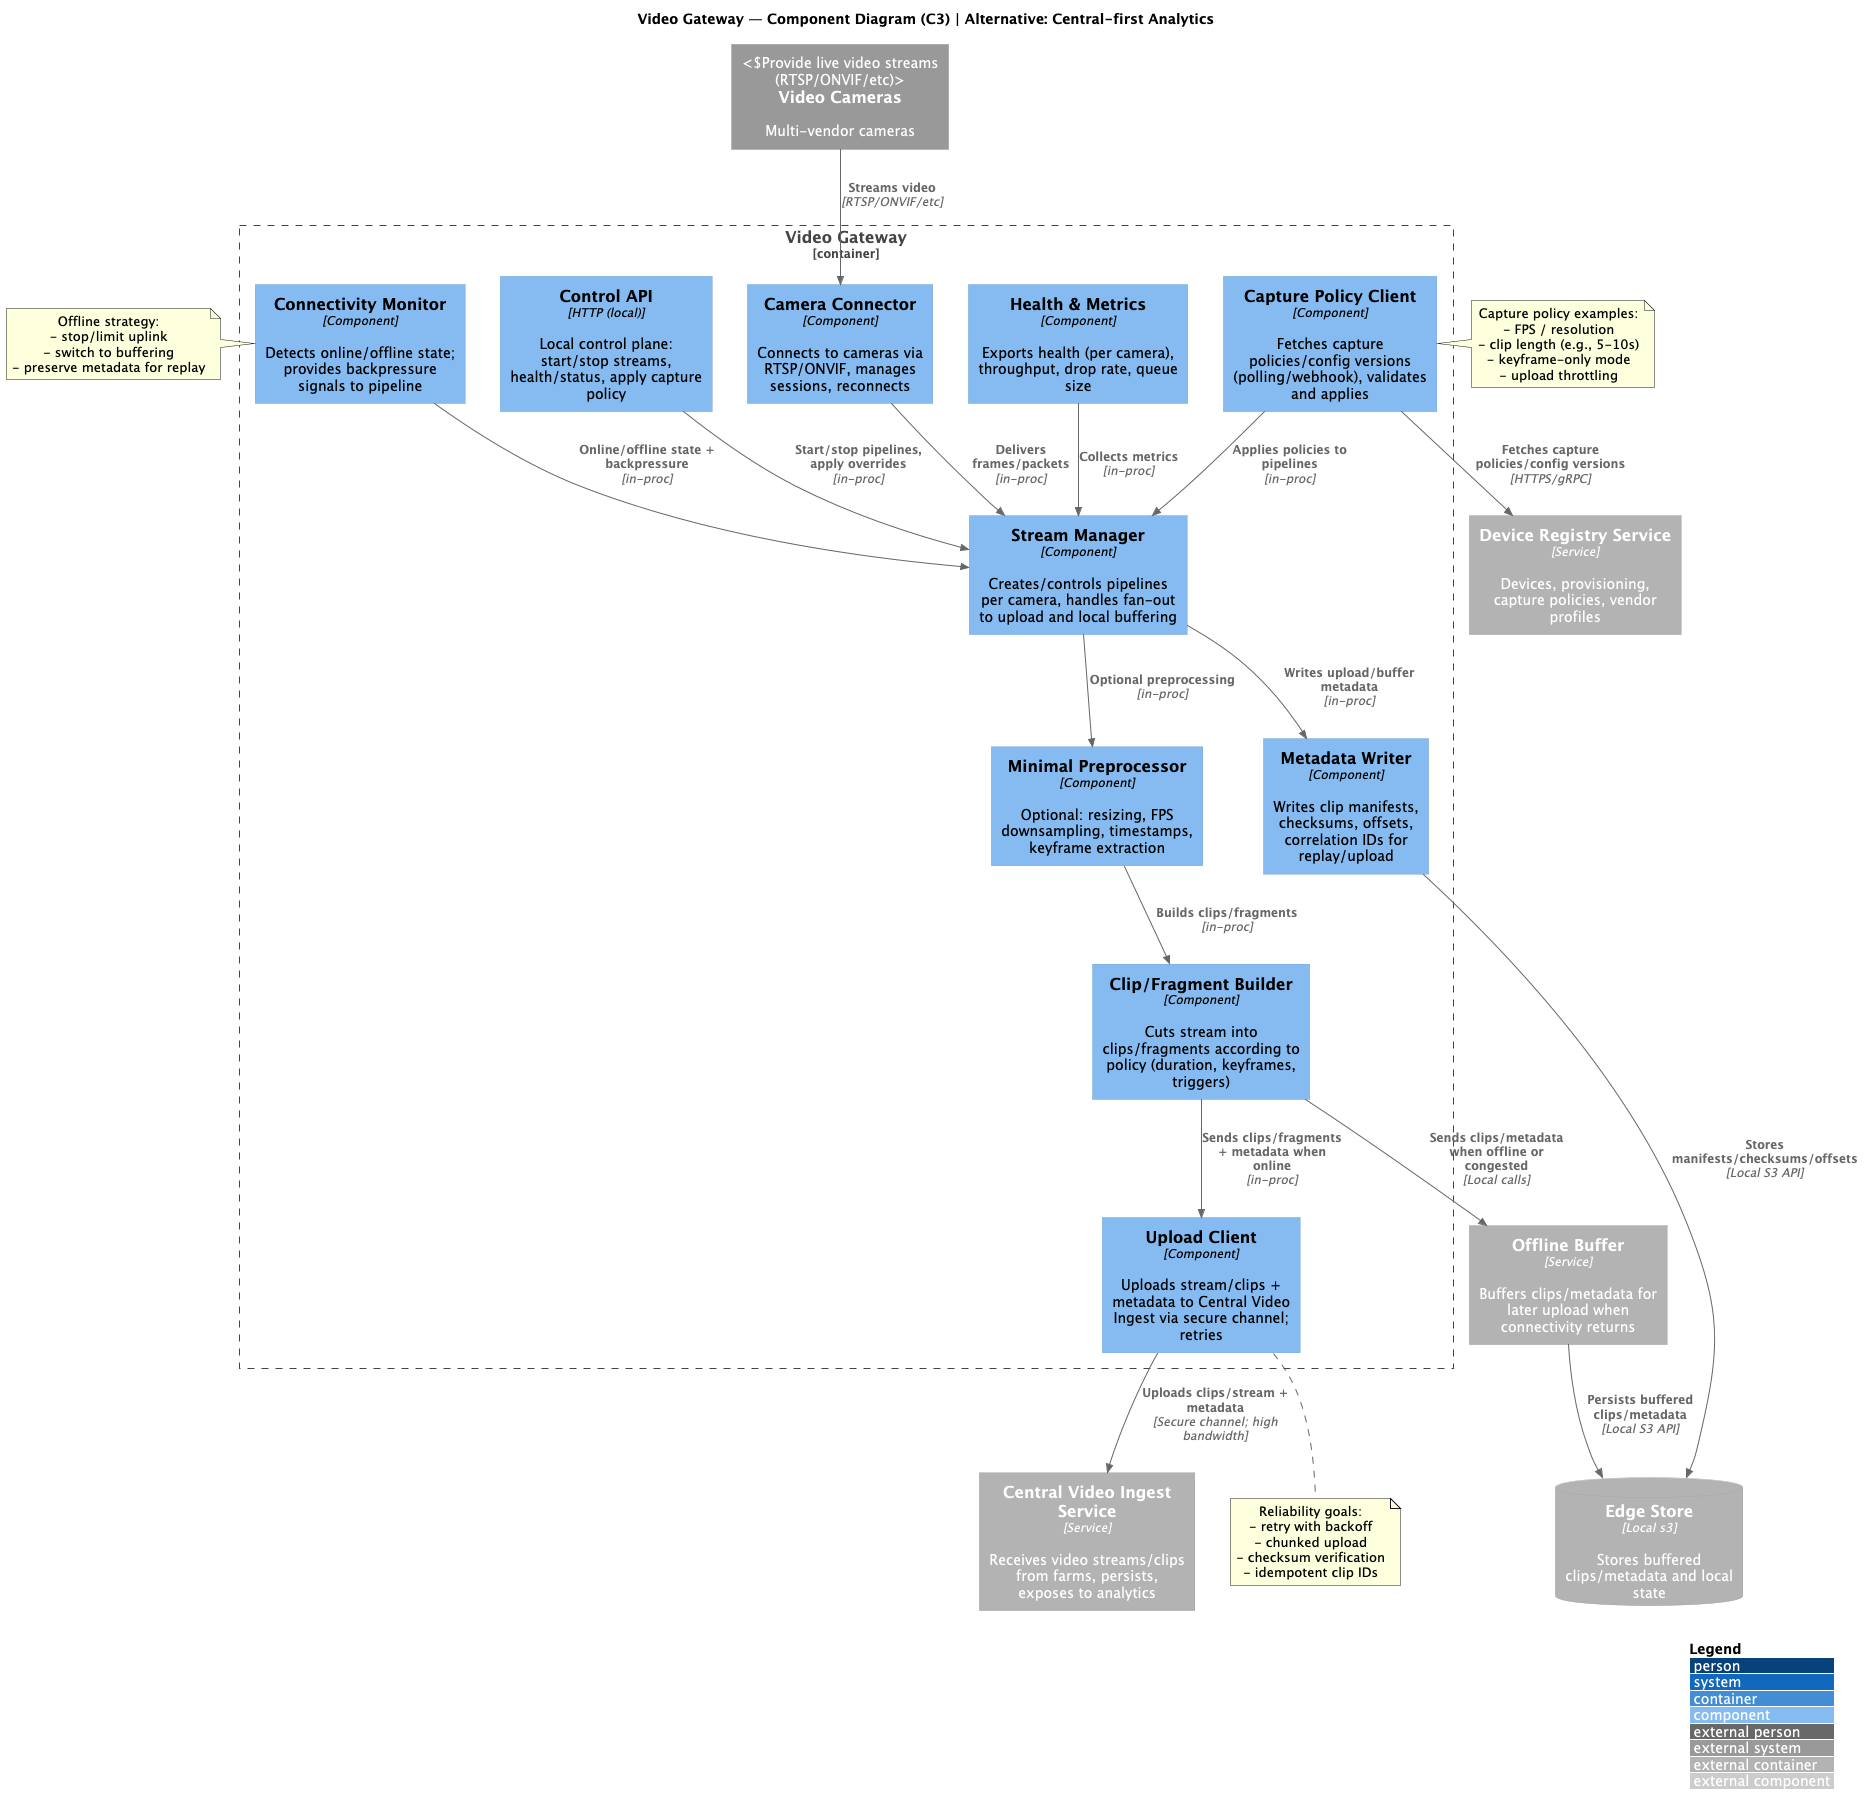 Video Gateway — Component Diagram (C3) | Alternative: Central-first Analytics
<$Provide live video streams
(RTSP/ONVIF/etc)>
Video Cameras
Multi-vendor cameras
Streams video
[RTSP/ONVIF/etc]
Video Gateway
[container]
Offline strategy:
- stop/limit uplink
- switch to buffering
- preserve metadata for replay
Connectivity Monitor
[Component]
Detects online/offline state;
provides backpressure
signals to pipeline
Control API
[HTTP (local)]
Local control plane:
start/stop streams,
health/status, apply capture
policy
Camera Connector
[Component]
Connects to cameras via
RTSP/ONVIF, manages
sessions, reconnects
Health & Metrics
[Component]
Exports health (per camera),
throughput, drop rate, queue
size
Capture Policy Client
[Component]
Fetches capture
policies/config versions
(polling/webhook), validates
and applies
Capture policy examples:
- FPS / resolution
- clip length (e.g., 5-10s)
- keyframe-only mode
- upload throttling
Online/offline state +
backpressure
[in-proc]
Start/stop pipelines,
apply overrides
[in-proc]
Delivers
frames/packets
[in-proc]
Collects metrics
[in-proc]
Applies policies to
pipelines
[in-proc]
Fetches capture
policies/config versions
[HTTPS/gRPC]
Stream Manager
[Component]
Creates/controls pipelines
per camera, handles fan-out
to upload and local buffering
Device Registry Service
[Service]
Devices, provisioning,
capture policies, vendor
profiles
Optional preprocessing
[in-proc]
Writes upload/buffer
metadata
[in-proc]
Minimal Preprocessor
[Component]
Optional: resizing, FPS
downsampling, timestamps,
keyframe extraction
Metadata Writer
[Component]
Writes clip manifests,
checksums, offsets,
correlation IDs for
replay/upload
Builds clips/fragments
[in-proc]
Clip/Fragment Builder
[Component]
Cuts stream into
clips/fragments according to
policy (duration, keyframes,
triggers)
Sends clips/fragments
+ metadata when
online
[in-proc]
Sends clips/metadata
when offline or
congested
[Local calls]
Stores
manifests/checksums/offsets
[Local S3 API]
Upload Client
[Component]
Uploads stream/clips +
metadata to Central Video
Ingest via secure channel;
retries
Offline Buffer
[Service]
Buffers clips/metadata for
later upload when
connectivity returns
Uploads clips/stream +
metadata
[Secure channel; high
bandwidth]
Persists buffered
clips/metadata
[Local S3 API]
Central Video Ingest
Service
[Service]
Receives video streams/clips
from farms, persists,
exposes to analytics
Reliability goals:
- retry with backoff
- chunked upload
- checksum verification
- idempotent clip IDs
Edge Store
[Local s3]
Stores buffered
clips/metadata and local
state
Legend
person
system
container
component
external person
external system
external container
external component